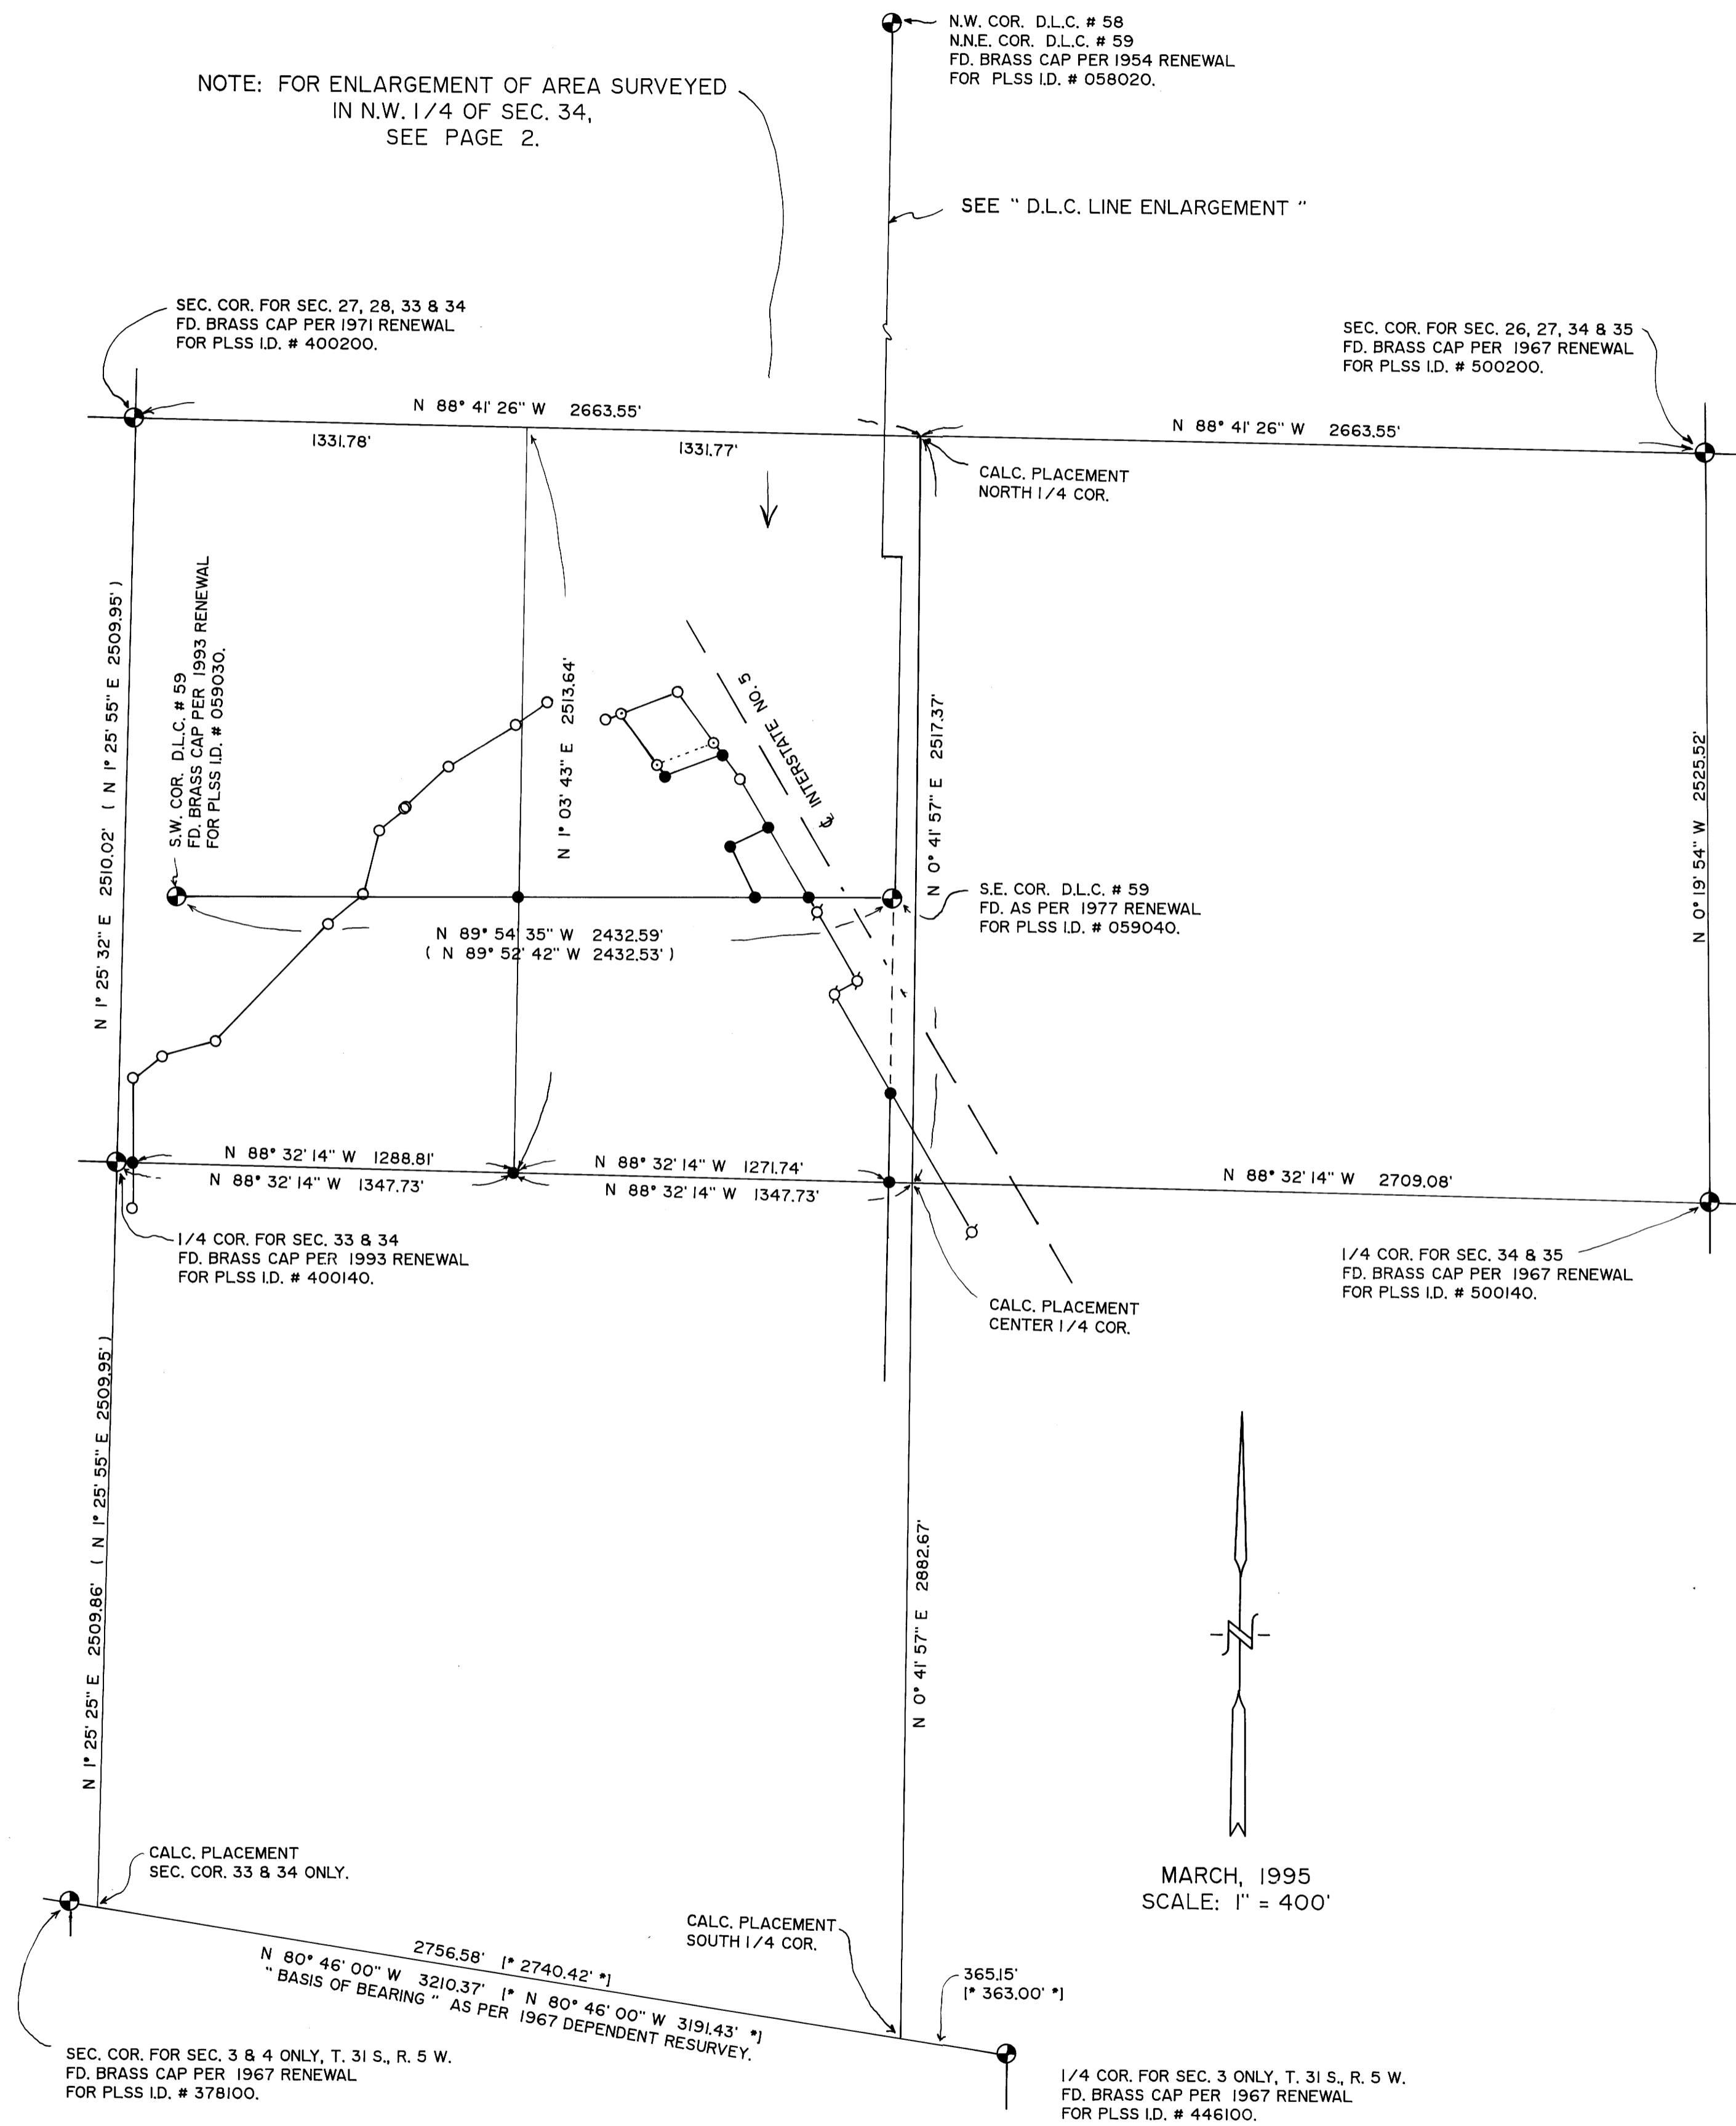 N.W. COR. D.L.C. # 58
N.N.E. COR. D.L.C. # 59
FD. BRASS CAP PER 1954 RENEWAL
FOR PLSS I.D. # 058020.
NOTE: FOR ENLARGEMENT OF AREA SURVEYED
IN N.W. 1/4 OF SEC. 34,
SEE PAGE 2.
SEE " D.L.C. LINE ENLARGEMENT "
SEC. COR. FOR SEC. 27, 28, 33 & 34
FD. BRASS CAP PER 1971 RENEWAL
FOR PLSS I.D. # 400200.
SEC. COR. FOR SEC. 26, 27, 34 & 35
FD. BRASS CAP PER 1967 RENEWAL
FOR PLSS I.D. # 500200.
N 88° 41' 26" W 2663.55'
1331.78'
1331.77'
N 88° 41' 26" W 2663.55'
CALC. PLACEMENT
NORTH 1/4 COR.
N 1° 25' 32" E 2510.02' ( N 1° 25' 55" E 2509.95' )
S.W. COR. D.L.C. # 59
FD. BRASS CAP PER 1993 RENEWAL
FOR PLSS I.D. # 059030.
N 1° 03' 43" E 2513.64'
℄ INTERSTATE NO. 5
N 0° 41' 57" E 2517.37'
N 0° 19' 54" W 2525.52'
S.E. COR. D.L.C. # 59
FD. AS PER 1977 RENEWAL
FOR PLSS I.D. # 059040.
N 89° 54' 35" W 2432.59'
( N 89° 52' 42" W 2432.53' )
N 88° 32' 14" W 1288.81'
N 88° 32' 14" W 1347.73'
N 88° 32' 14" W 1271.74'
N 88° 32' 14" W 1347.73'
N 88° 32' 14" W 2709.08'
1/4 COR. FOR SEC. 33 & 34
FD. BRASS CAP PER 1993 RENEWAL
FOR PLSS I.D. # 400140.
1/4 COR. FOR SEC. 34 & 35
FD. BRASS CAP PER 1967 RENEWAL
FOR PLSS I.D. # 500140.
CALC. PLACEMENT
CENTER 1/4 COR.
N 1° 25' 25" E 2509.86' ( N 1° 25' 55" E 2509.95' )
N 0° 41' 57" E 2882.67'
N
MARCH, 1995
SCALE: 1" = 400'
CALC. PLACEMENT
SEC. COR. 33 & 34 ONLY.
CALC. PLACEMENT
SOUTH 1/4 COR.
2756.58' [* 2740.42' *]
N 80° 46' 00" W 3210.37' [* N 80° 46' 00" W 3191.43' *]
" BASIS OF BEARING " AS PER 1967 DEPENDENT RESURVEY.
365.15'
[* 363.00' *]
SEC. COR. FOR SEC. 3 & 4 ONLY, T. 31 S., R. 5 W.
FD. BRASS CAP PER 1967 RENEWAL
FOR PLSS I.D. # 378100.
1/4 COR. FOR SEC. 3 ONLY, T. 31 S., R. 5 W.
FD. BRASS CAP PER 1967 RENEWAL
FOR PLSS I.D. # 446100.